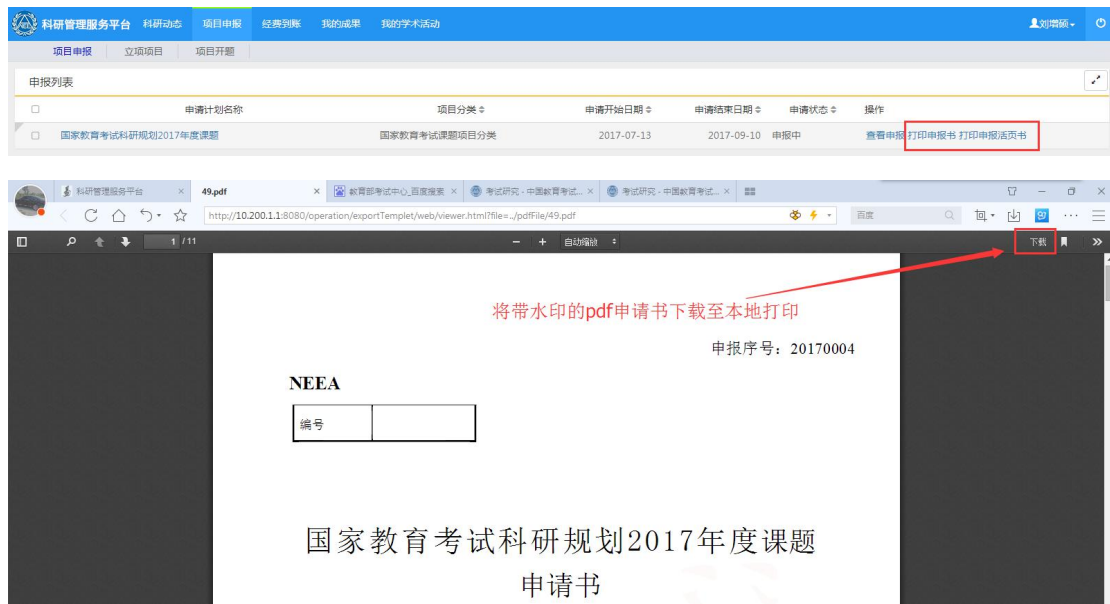 科研管理服务平台 科研动态 项目申报 经费到账 我的成果 我的学术活动 刘增顾
项目申报 立项项目 项目开题
申报列表
申请计划名称 项目分类 申请开始日期 申请结束日期 申请状态 操作
国家教育考试科研规划2017年度课题 国家教育考试课题项目分类 2017-07-13 2017-09-10 申报中 查看申报 打印申报书 打印申报活页书
科研管理服务平台 × 49.pdf × 教育部考试中心_百度搜索 × 考试研究 - 中国教育考试... × 考试研究 - 中国教育考试... ×
http://10.200.1.1:8080/operation/exportTemplet/web/viewer.html?file=../pdfFile/49.pdf 百度
1 / 11 自动缩放 下载
将带水印的pdf申请书下载至本地打印
申报序号：20170004
NEEA
编号
国家教育考试科研规划2017年度课题
申请书